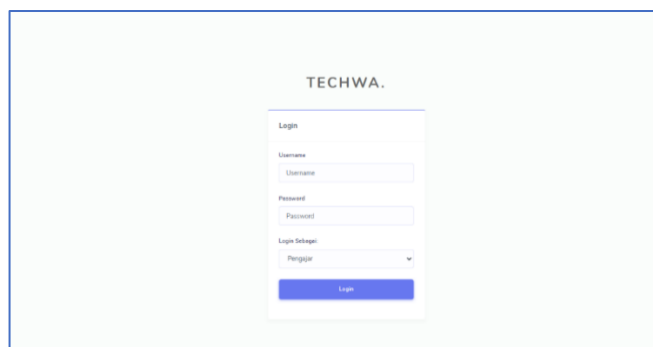 TECHWA.
Login
Username
Username
Password
Password
Login Sebagai:
Pengajar
Login